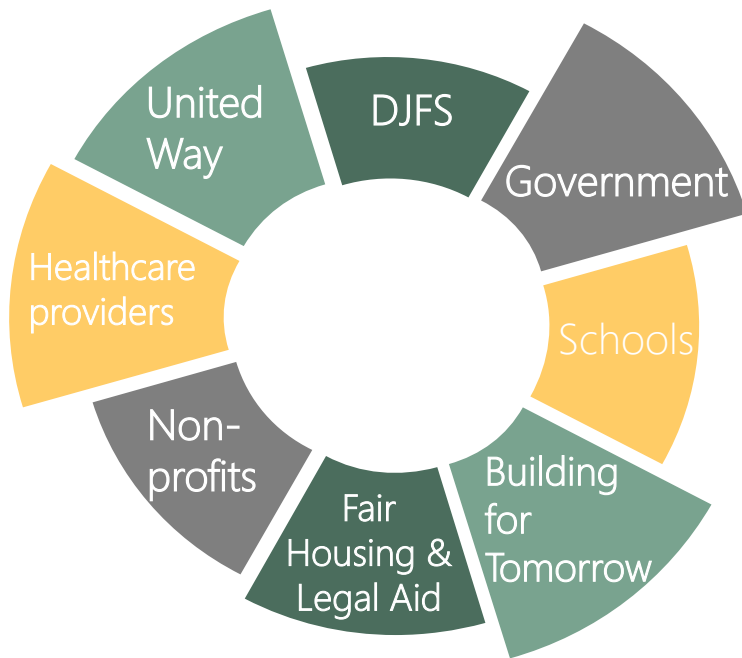 DJFS
Government
Schools
Building
for
Tomorrow
Fair
Housing &
Legal Aid
Non-
profits
Healthcare
providers
United
Way